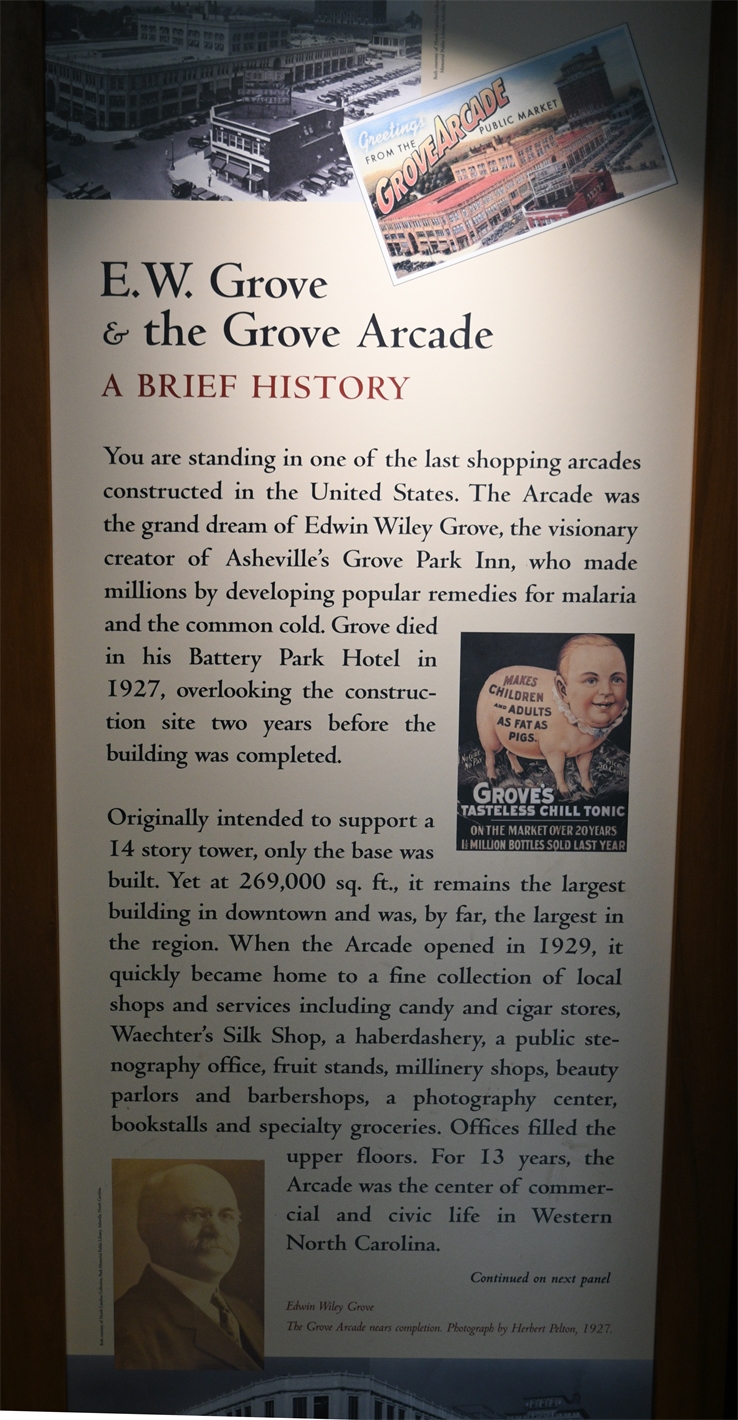 Greetings
FROM THE
GROVE ARCADE
PUBLIC MARKET
E.W. Grove
& the Grove Arcade
A BRIEF HISTORY
You are standing in one of the last shopping arcades
constructed in the United States. The Arcade was
the grand dream of Edwin Wiley Grove, the visionary
creator of Asheville's Grove Park Inn, who made
millions by developing popular remedies for malaria
and the common cold. Grove died
in his Battery Park Hotel in
1927, overlooking the construc-
tion site two years before the
building was completed.
MAKES
CHILDREN
AND ADULTS
AS FAT AS
PIGS.
GROVE'S
TASTELESS CHILL TONIC
ON THE MARKET OVER 20 YEARS
1½ MILLION BOTTLES SOLD LAST YEAR
Originally intended to support a
14 story tower, only the base was
built. Yet at 269,000 sq. ft., it remains the largest
building in downtown and was, by far, the largest in
the region. When the Arcade opened in 1929, it
quickly became home to a fine collection of local
shops and services including candy and cigar stores,
Waechter's Silk Shop, a haberdashery, a public ste-
nography office, fruit stands, millinery shops, beauty
parlors and barbershops, a photography center,
bookstalls and specialty groceries. Offices filled the
upper floors. For 13 years, the
Arcade was the center of commer-
cial and civic life in Western
North Carolina.
Continued on next panel
Edwin Wiley Grove
The Grove Arcade nears completion. Photograph by Herbert Pelton, 1927.